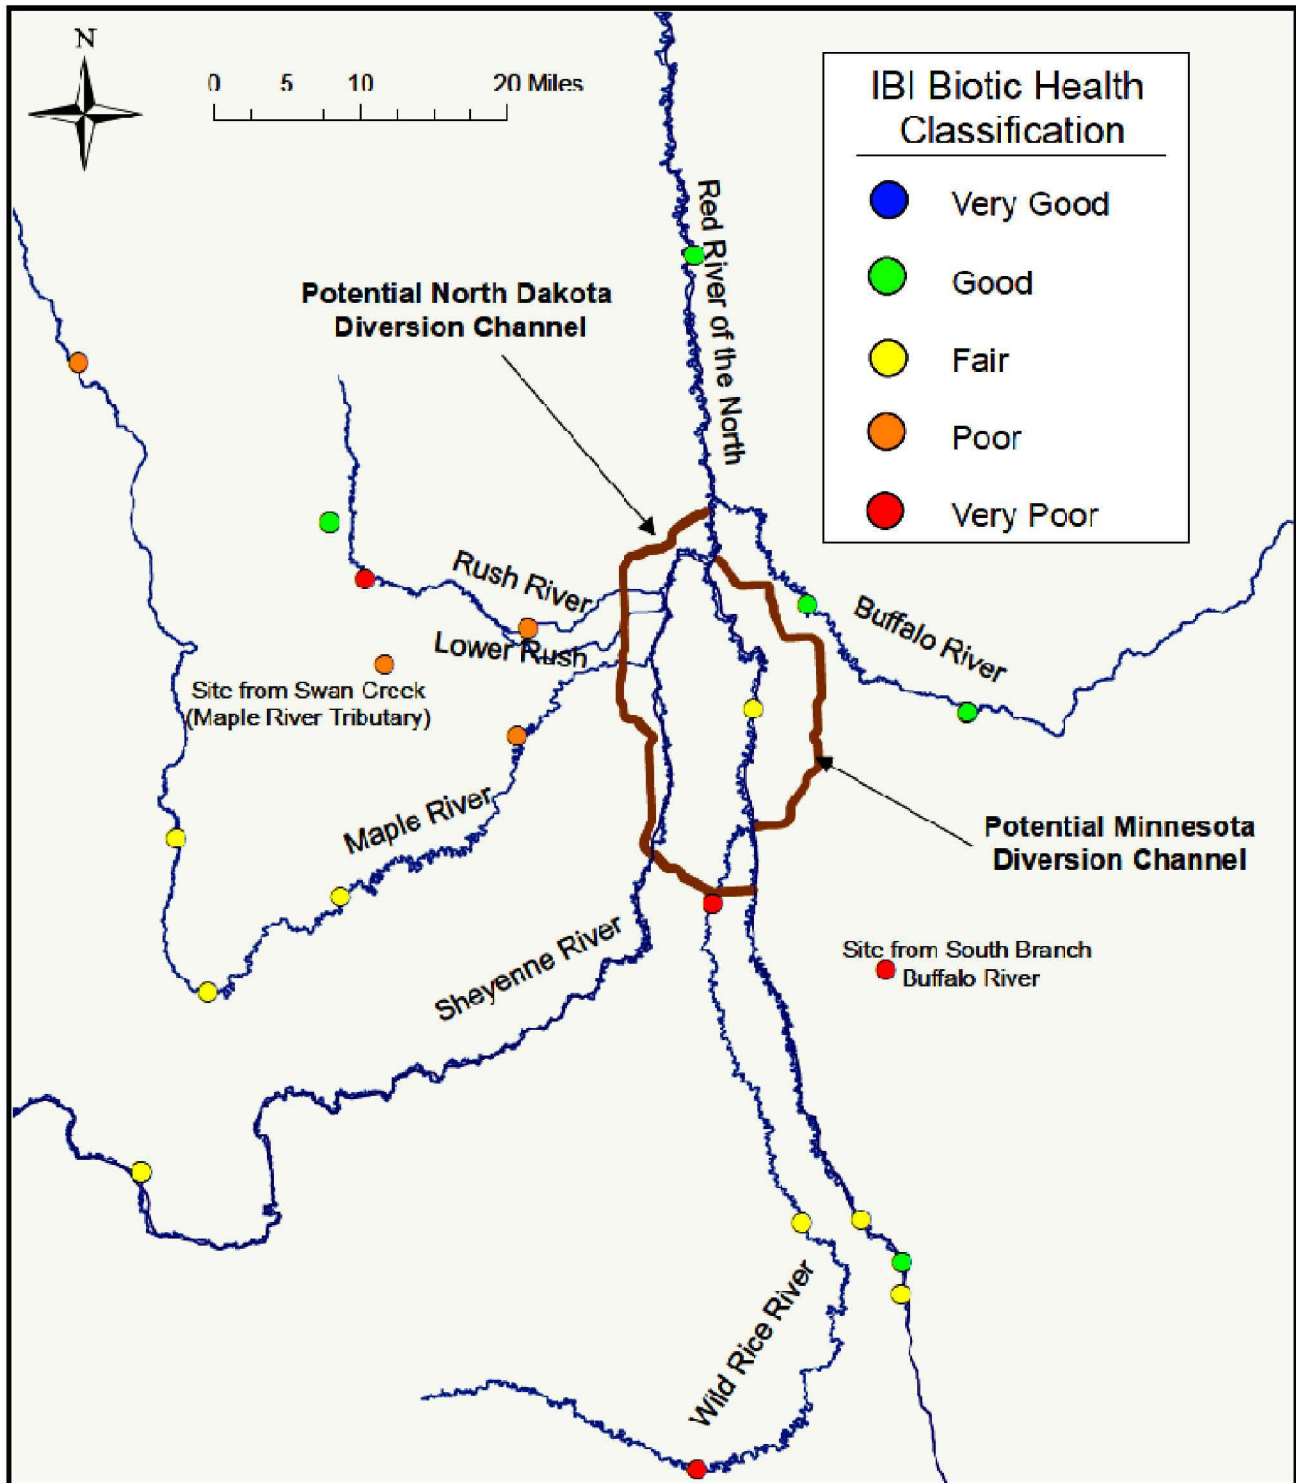 N
0 5 10 20 Miles
IBI Biotic Health
Classification
Very Good
Good
Fair
Poor
Very Poor
Red River of the North
Potential North Dakota
Diversion Channel
Rush River
Lower Rush
Buffalo River
Site from Swan Creek
(Maple River Tributary)
Maple River
Potential Minnesota
Diversion Channel
Sheyenne River
Site from South Branch
Buffalo River
Wild Rice River